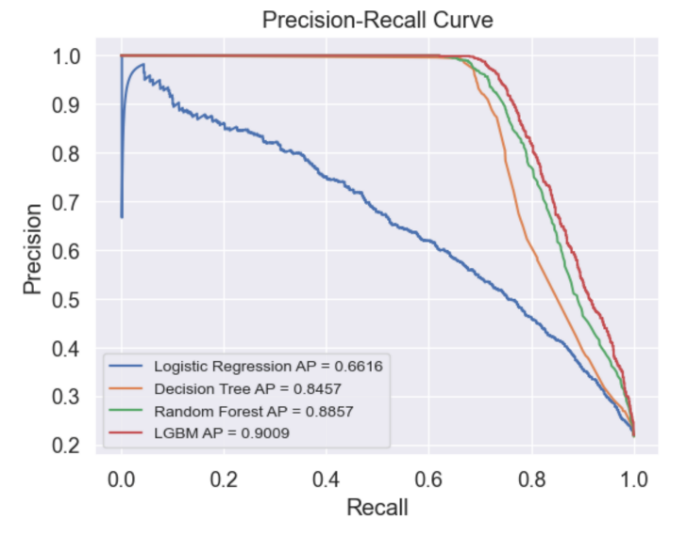 Precision-Recall Curve
1.0
0.9
0.8
0.7
0.6
0.5
0.4
0.3
0.2
Precision
Logistic Regression AP = 0.6616
Decision Tree AP = 0.8457
Random Forest AP = 0.8857
LGBM AP = 0.9009
0.0 0.2 0.4 0.6 0.8 1.0
Recall